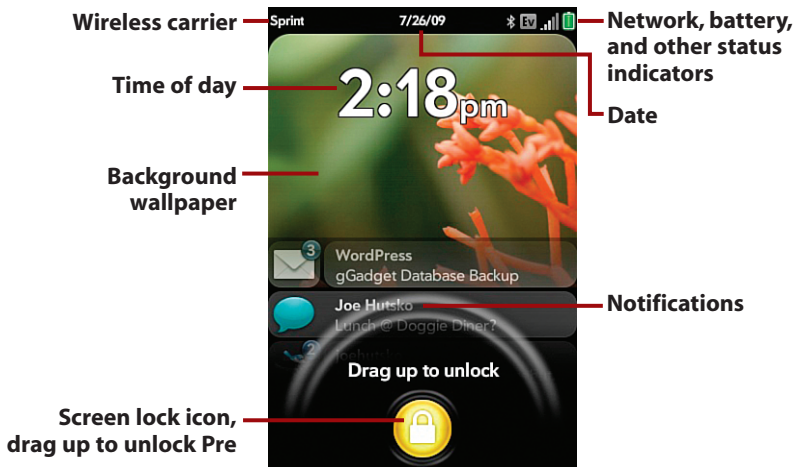 Wireless carrier
Sprint
7/26/09
Ev
Network, battery,
and other status
indicators
Time of day
2:18pm
Date
Background
wallpaper
3
WordPress
gGadget Database Backup
Joe Hutsko
Lunch @ Doggie Diner?
Notifications
2
Drag up to unlock
Screen lock icon,
drag up to unlock Pre